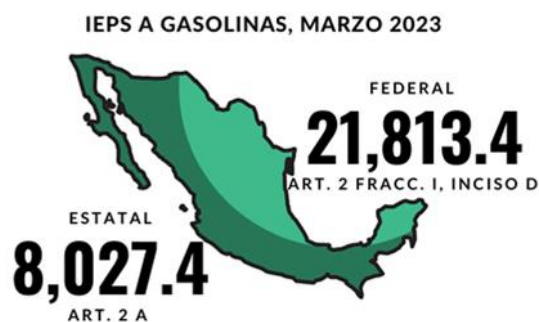 IEPS A GASOLINAS, MARZO 2023
FEDERAL
21,813.4
ART. 2 FRACC. I, INCISO D
ESTATAL
8,027.4
ART. 2 A